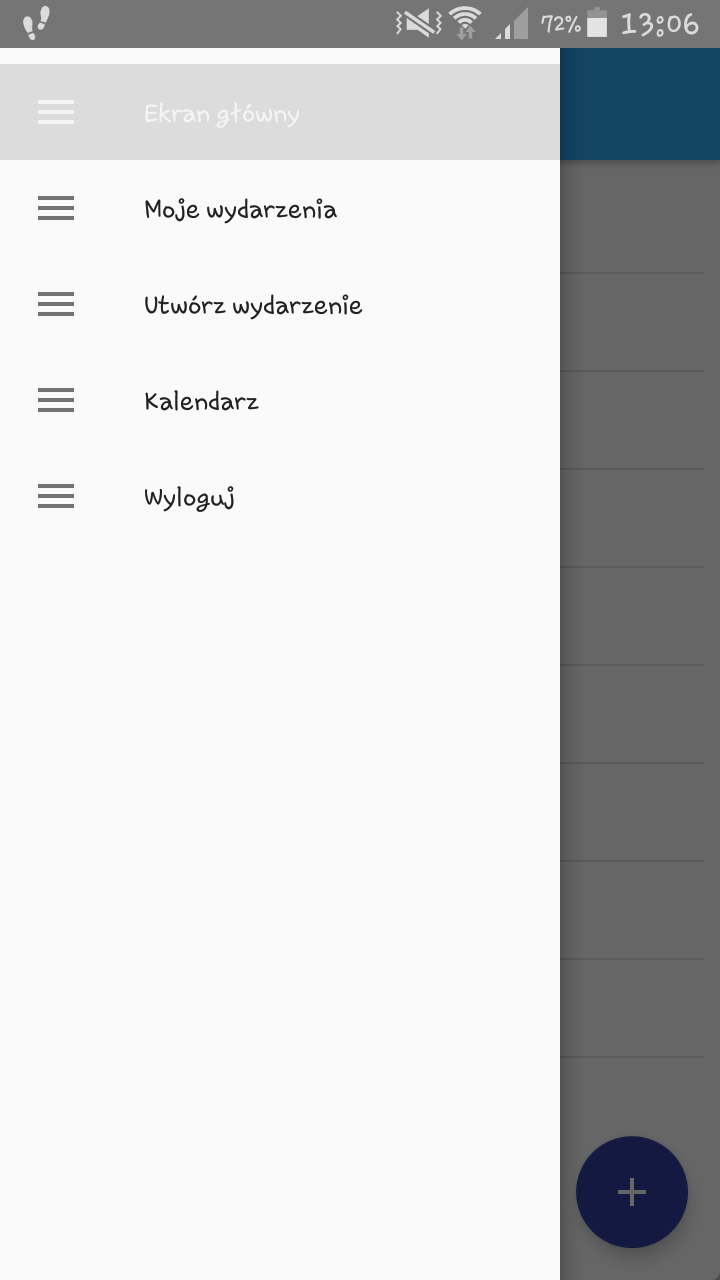 72% 13:06
Ekran główny
Moje wydarzenia
Utwórz wydarzenie
Kalendarz
Wyloguj